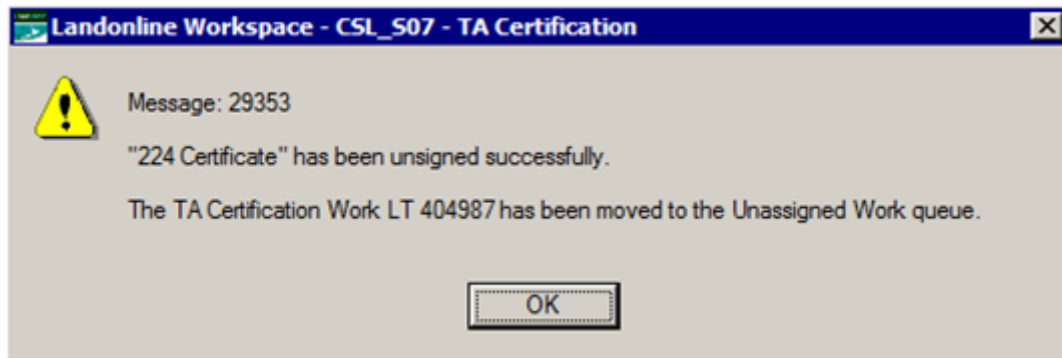 Landonline Workspace - CSL_S07 - TA Certification
Message: 29353
"224 Certificate" has been unsigned successfully.
The TA Certification Work LT 404987 has been moved to the Unassigned Work queue.
OK